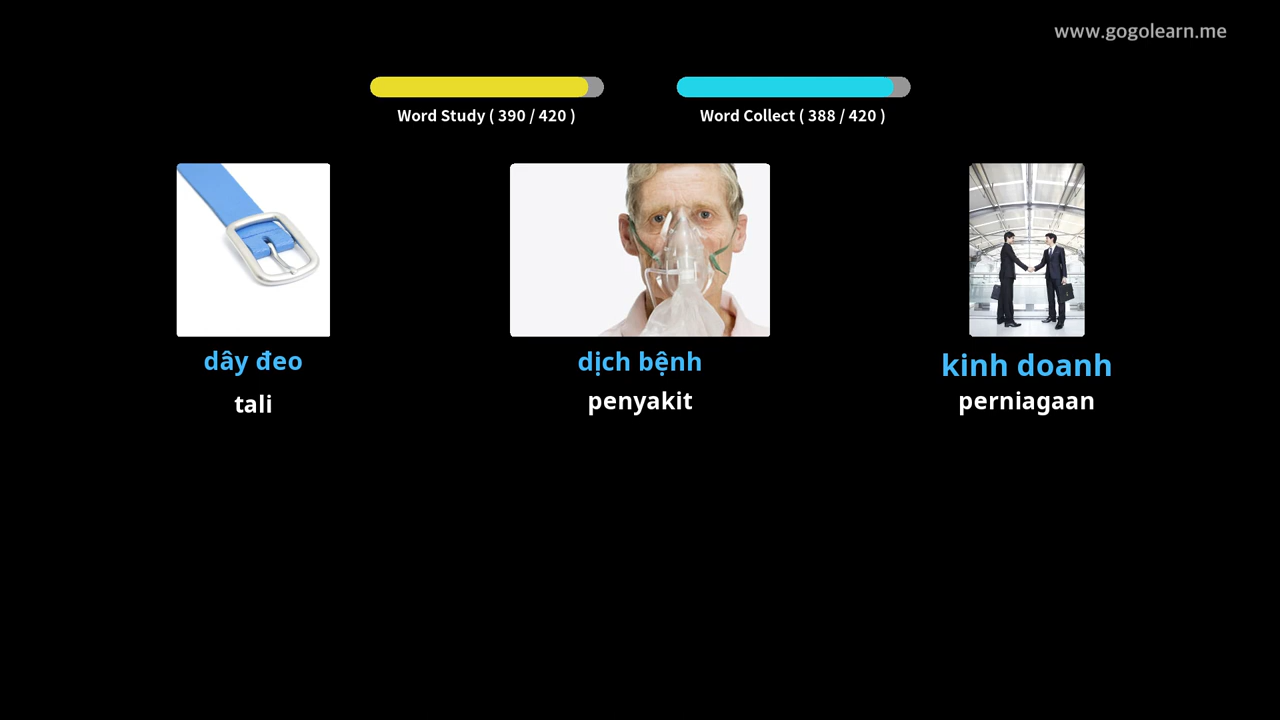 www.gogolearn.me
Word Study ( 390 / 420 )
Word Collect ( 388 / 420 )
dây đeo
tali
dịch bệnh
penyakit
kinh doanh
perniagaan